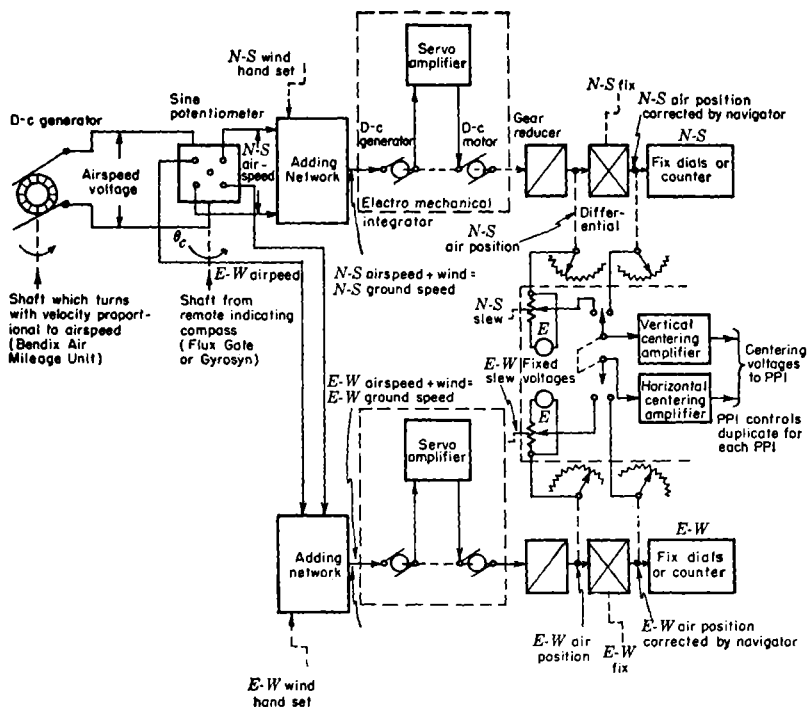 N-S wind
hand set
Servo
amplifier
D-c generator
Sine
potentiometer
Airspeed
voltage
N-S
air-
speed
Adding
Network
D-c
generator
D-c
motor
Gear
reducer
N-S fix
N-S air position
corrected by navigator
N-S
Fix dials or
counter
Electro mechanical
integrator
Differ-
ential
N-S
air position
θc
E-W airpeed
Shaft which turns
with velocity proport-
ional to airspeed
(Bendix Air
Mileage Unit)
Shaft from
remote indicating
compass
(Flux Gate
or Gyrosyn)
N-S airspeed + wind =
N-S ground speed
N-S
slew
E
Vertical
centering
amplifier
Centering
voltages
to PPI
E-W Fixed
slew voltages
E
Horizontal
centering
amplifier
PPI controls
duplicate for
each PPI
E-W airspeed + wind=
E-W ground speed
Servo
amplifier
Adding
network
E-W
Fix dials
or counter
E-W wind
hand set
E-W air
position
E-W
fix
E-W air position
corrected by navigator